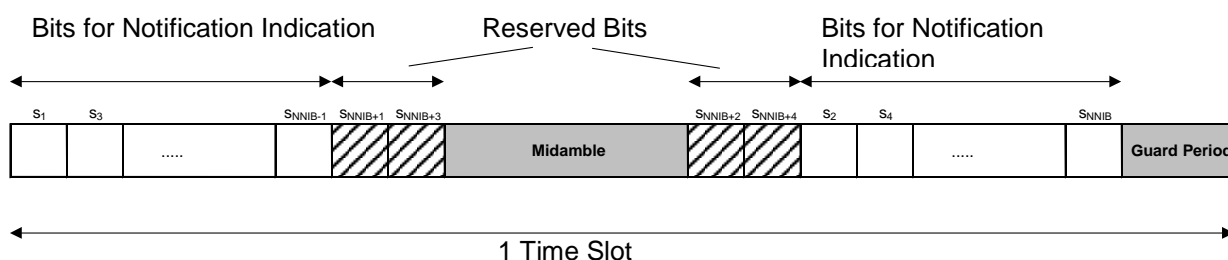 Bits for Notification Indication
Reserved Bits
Bits for Notification
Indication
s1 s3 sNNIB-1 sNNIB+1 sNNIB+3 sNNIB+2 sNNIB+4 s2 s4 sNNIB
..... Midamble ..... Guard Period
1 Time Slot